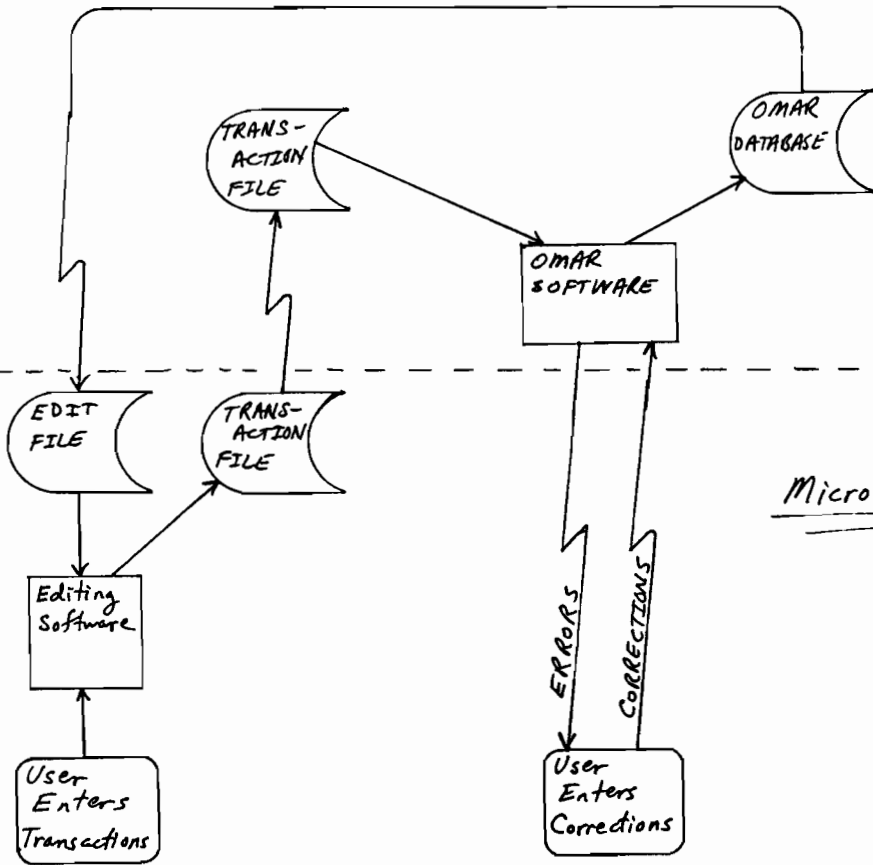 TRANS-
ACTION
FILE
OMAR
DATABASE
OMAR
SOFTWARE
EDIT
FILE
TRANS-
ACTION
FILE
Micro
Editing
Software
ERRORS
CORRECTIONS
User
Enters
Transactions
User
Enters
Corrections